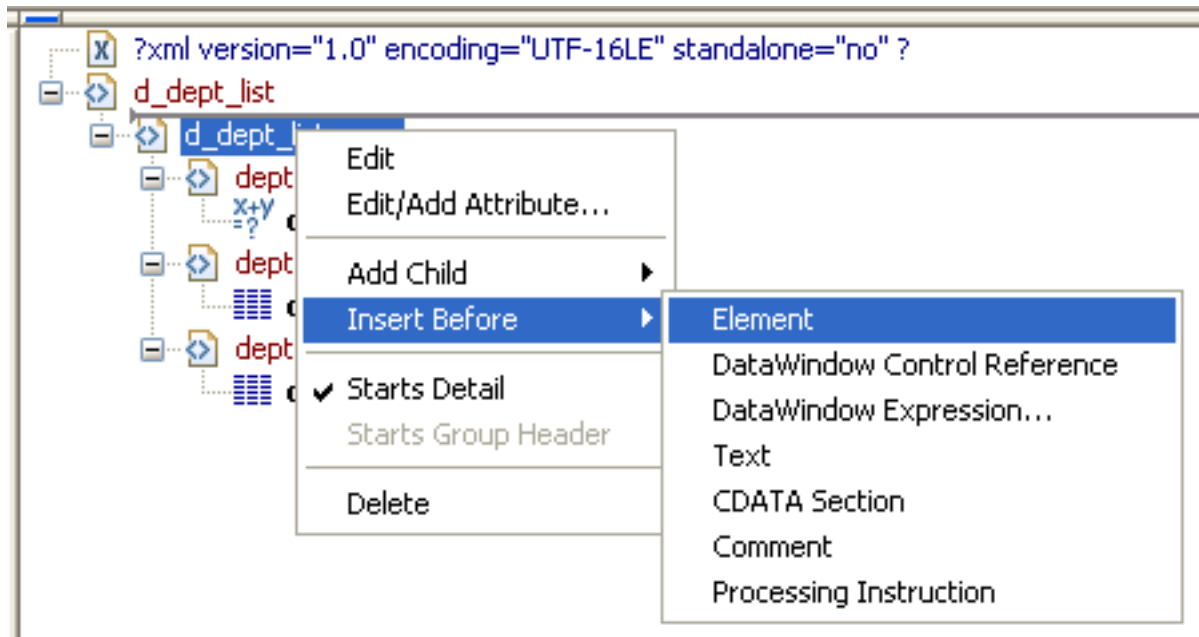 ?xml version="1.0" encoding="UTF-16LE" standalone="no" ?
d_dept_list
d_dept_
dept
dept
dept
Edit
Edit/Add Attribute...
Add Child
Insert Before
Starts Detail
Starts Group Header
Delete
Element
DataWindow Control Reference
DataWindow Expression...
Text
CDATA Section
Comment
Processing Instruction